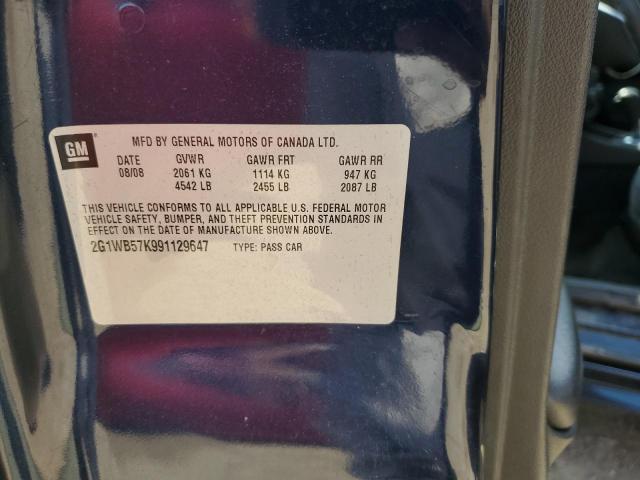 GM
MFD BY GENERAL MOTORS OF CANADA LTD.
DATE GVWR GAWR FRT GAWR RR
08/08 2061 KG 1114 KG 947 KG
4542 LB 2455 LB 2087 LB
THIS VEHICLE CONFORMS TO ALL APPLICABLE U.S. FEDERAL MOTOR
VEHICLE SAFETY, BUMPER, AND THEFT PREVENTION STANDARDS IN
EFFECT ON THE DATE OF MANUFACTURE SHOWN ABOVE.
2G1WB57K991129647 TYPE: PASS CAR